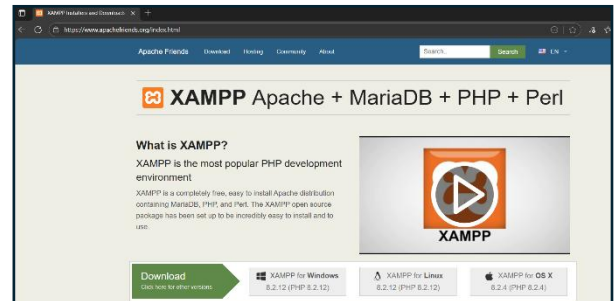 XAMPP Installers and Downloads
https://www.apachefriends.org/index.html
Apache Friends Download Hosting Community About Search... Search EN
XAMPP Apache + MariaDB + PHP + Perl
What is XAMPP?
XAMPP is the most popular PHP development
environment
XAMPP is a completely free, easy to install Apache distribution
containing MariaDB, PHP, and Perl. The XAMPP open source
package has been set up to be incredibly easy to install and to
use.
XAMPP
Download
Click here for other versions
XAMPP for Windows
8.2.12 (PHP 8.2.12)
XAMPP for Linux
8.2.12 (PHP 8.2.12)
XAMPP for OS X
8.2.4 (PHP 8.2.4)